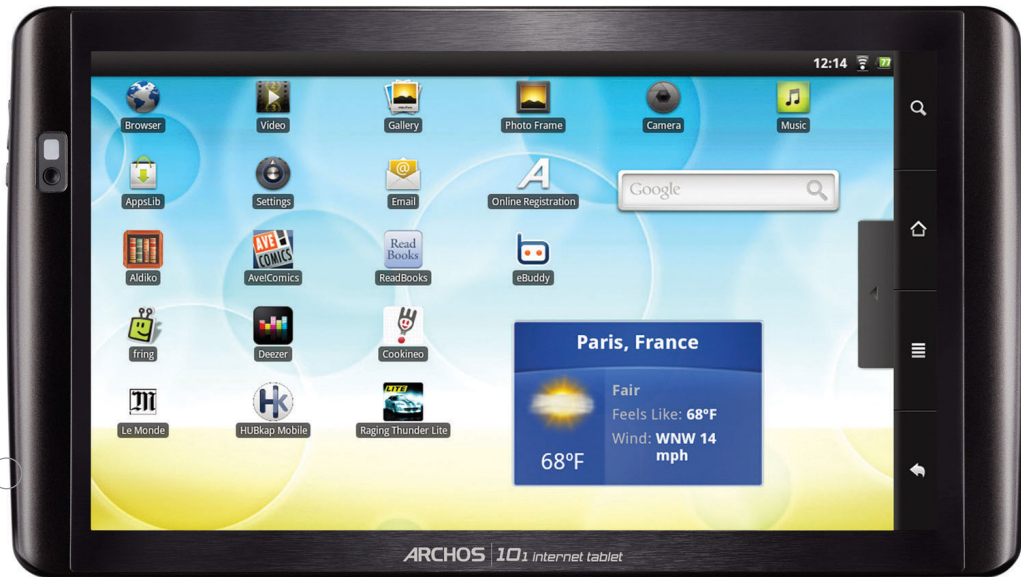 12:14 77
Browser
Video
Gallery
Photo Frame
Camera
Music
AppsLib
Settings
@
Email
A
Online Registration
Google
Aldiko
AVE!
COMICS
Ave!Comics
Read
Books
ReadBooks
eBuddy
fring
Deezer
Cookineo
M
Le Monde
Hk
HUBkap Mobile
LITE
Raging Thunder Lite
Paris, France
Fair
Feels Like: 68°F
Wind: WNW 14
mph
68°F
ARCHOS 101 internet tablet